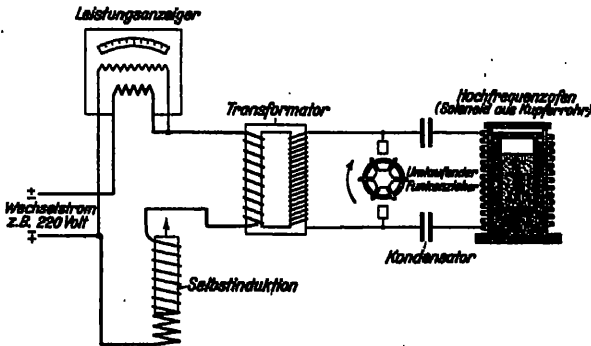 Leistungsanzeiger
Hochfrequenzofen
(Solenoid aus Kupferrohr)
Transformator
Umlaufender
Funkenzieher
±
Wechselstrom
z.B. 220 Volt
∓
Kondensator
Selbstinduktion